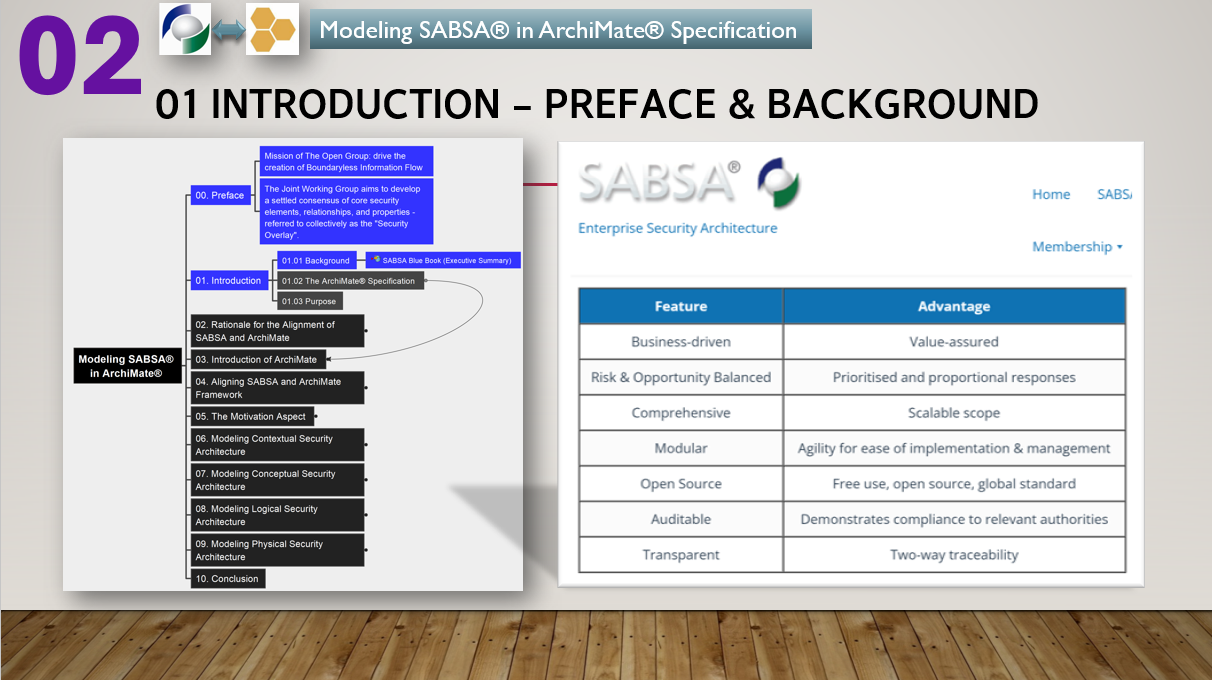 02
Modeling SABSA® in ArchiMate® Specification
01 INTRODUCTION – PREFACE & BACKGROUND
Modeling SABSA®
in ArchiMate®
00. Preface
Mission of The Open Group: drive the
creation of Boundaryless Information Flow
The Joint Working Group aims to develop
a settled consensus of core security
elements, relationships, and properties -
referred to collectively as the "Security
Overlay".
01. Introduction
01.01 Background
SABSA Blue Book (Executive Summary)
01.02 The ArchiMate® Specification
01.03 Purpose
02. Rationale for the Alignment of
SABSA and ArchiMate
03. Introduction of ArchiMate
04. Aligning SABSA and ArchiMate
Framework
05. The Motivation Aspect
06. Modeling Contextual Security
Architecture
07. Modeling Conceptual Security
Architecture
08. Modeling Logical Security
Architecture
09. Modeling Physical Security
Architecture
10. Conclusion
SABSA®
Enterprise Security Architecture
Home SABSA
Membership
Feature Advantage
Business-driven Value-assured
Risk & Opportunity Balanced Prioritised and proportional responses
Comprehensive Scalable scope
Modular Agility for ease of implementation & management
Open Source Free use, open source, global standard
Auditable Demonstrates compliance to relevant authorities
Transparent Two-way traceability